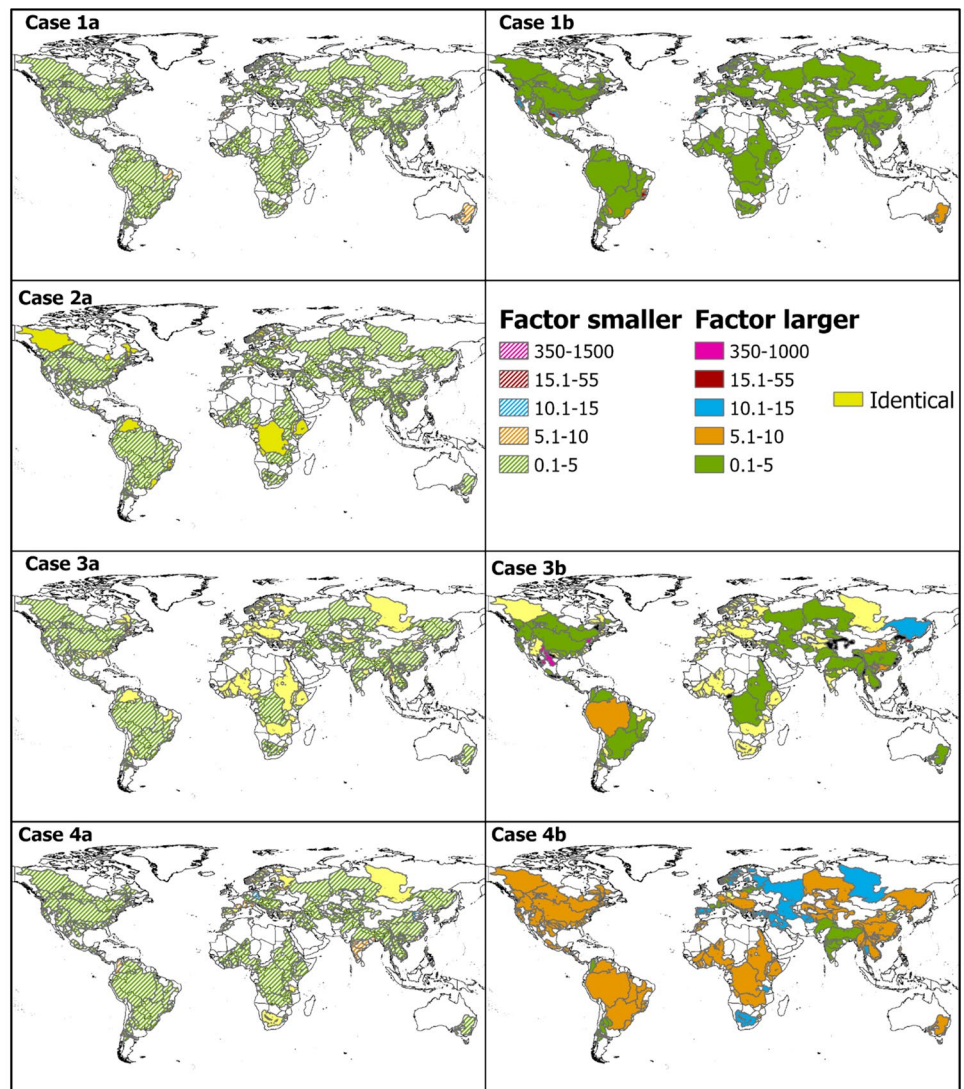 Case 1a
Case 1b
Case 2a
Factor smaller Factor larger
350-1500 350-1000
15.1-55 15.1-55
10.1-15 10.1-15 Identical
5.1-10 5.1-10
0.1-5 0.1-5
Case 3a
Case 3b
Case 4a
Case 4b